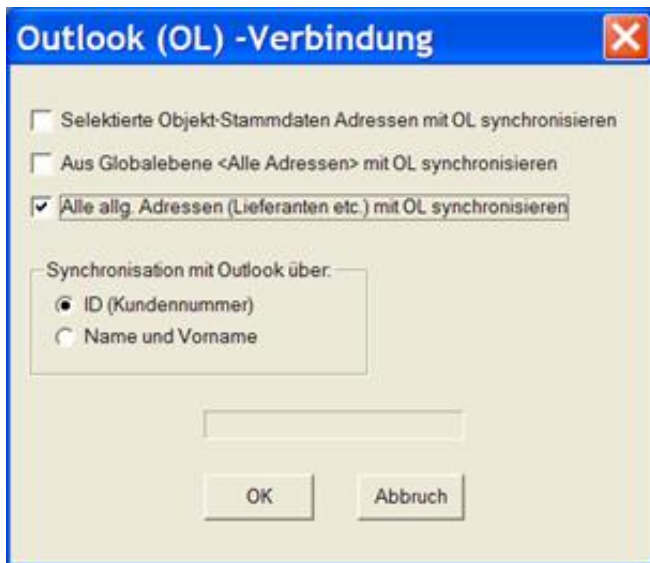 Outlook (OL) -Verbindung
Selektierte Objekt-Stammdaten Adressen mit OL synchronisieren
Aus Globalebene <Alle Adressen> mit OL synchronisieren
Alle allg. Adressen (Lieferanten etc.) mit OL synchronisieren
Synchronisation mit Outlook über:
ID (Kundennummer)
Name und Vorname
OK Abbruch